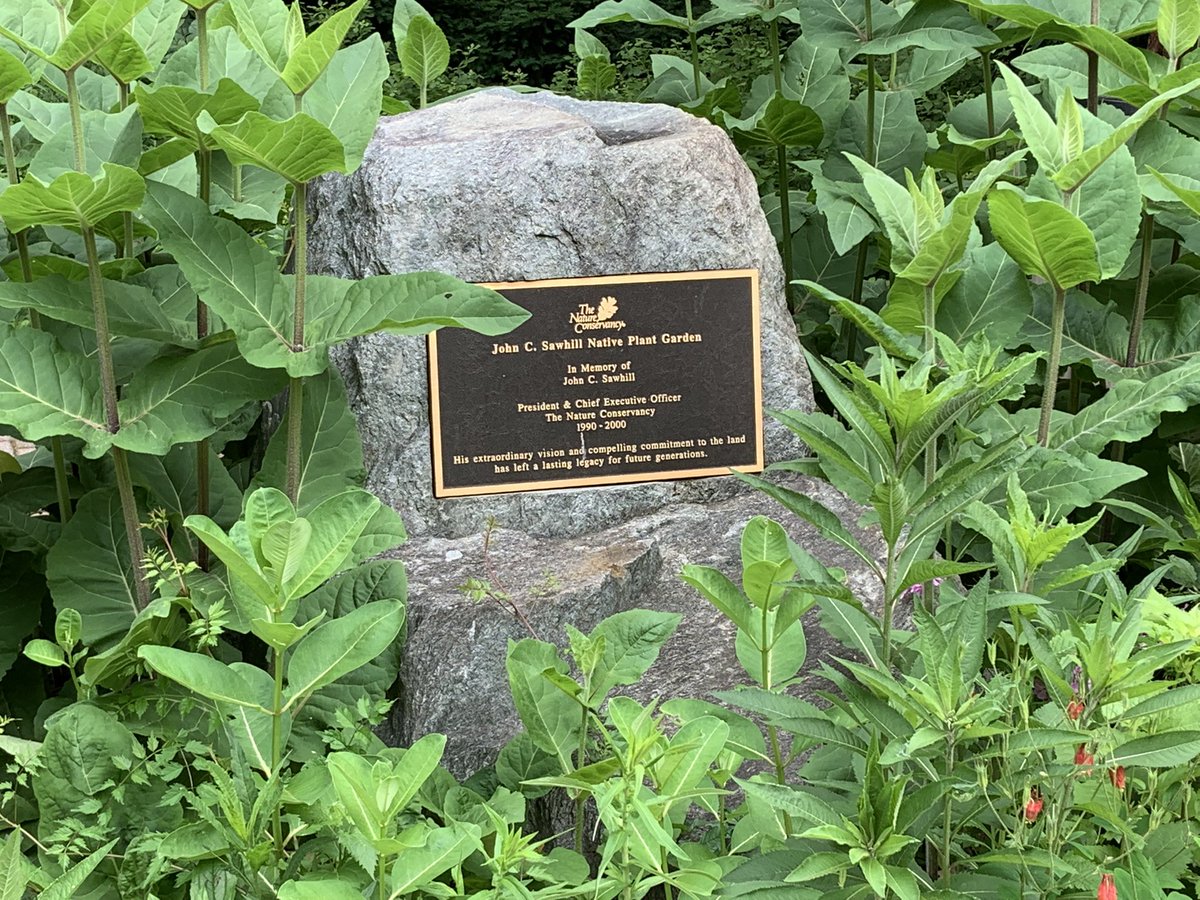 The
Nature
Conservancy
John C. Sawhill Native Plant Garden
In Memory of
John C. Sawhill
President & Chief Executive Officer
The Nature Conservancy
1990 - 2000
His extraordinary vision and compelling commitment to the land
has left a lasting legacy for future generations.